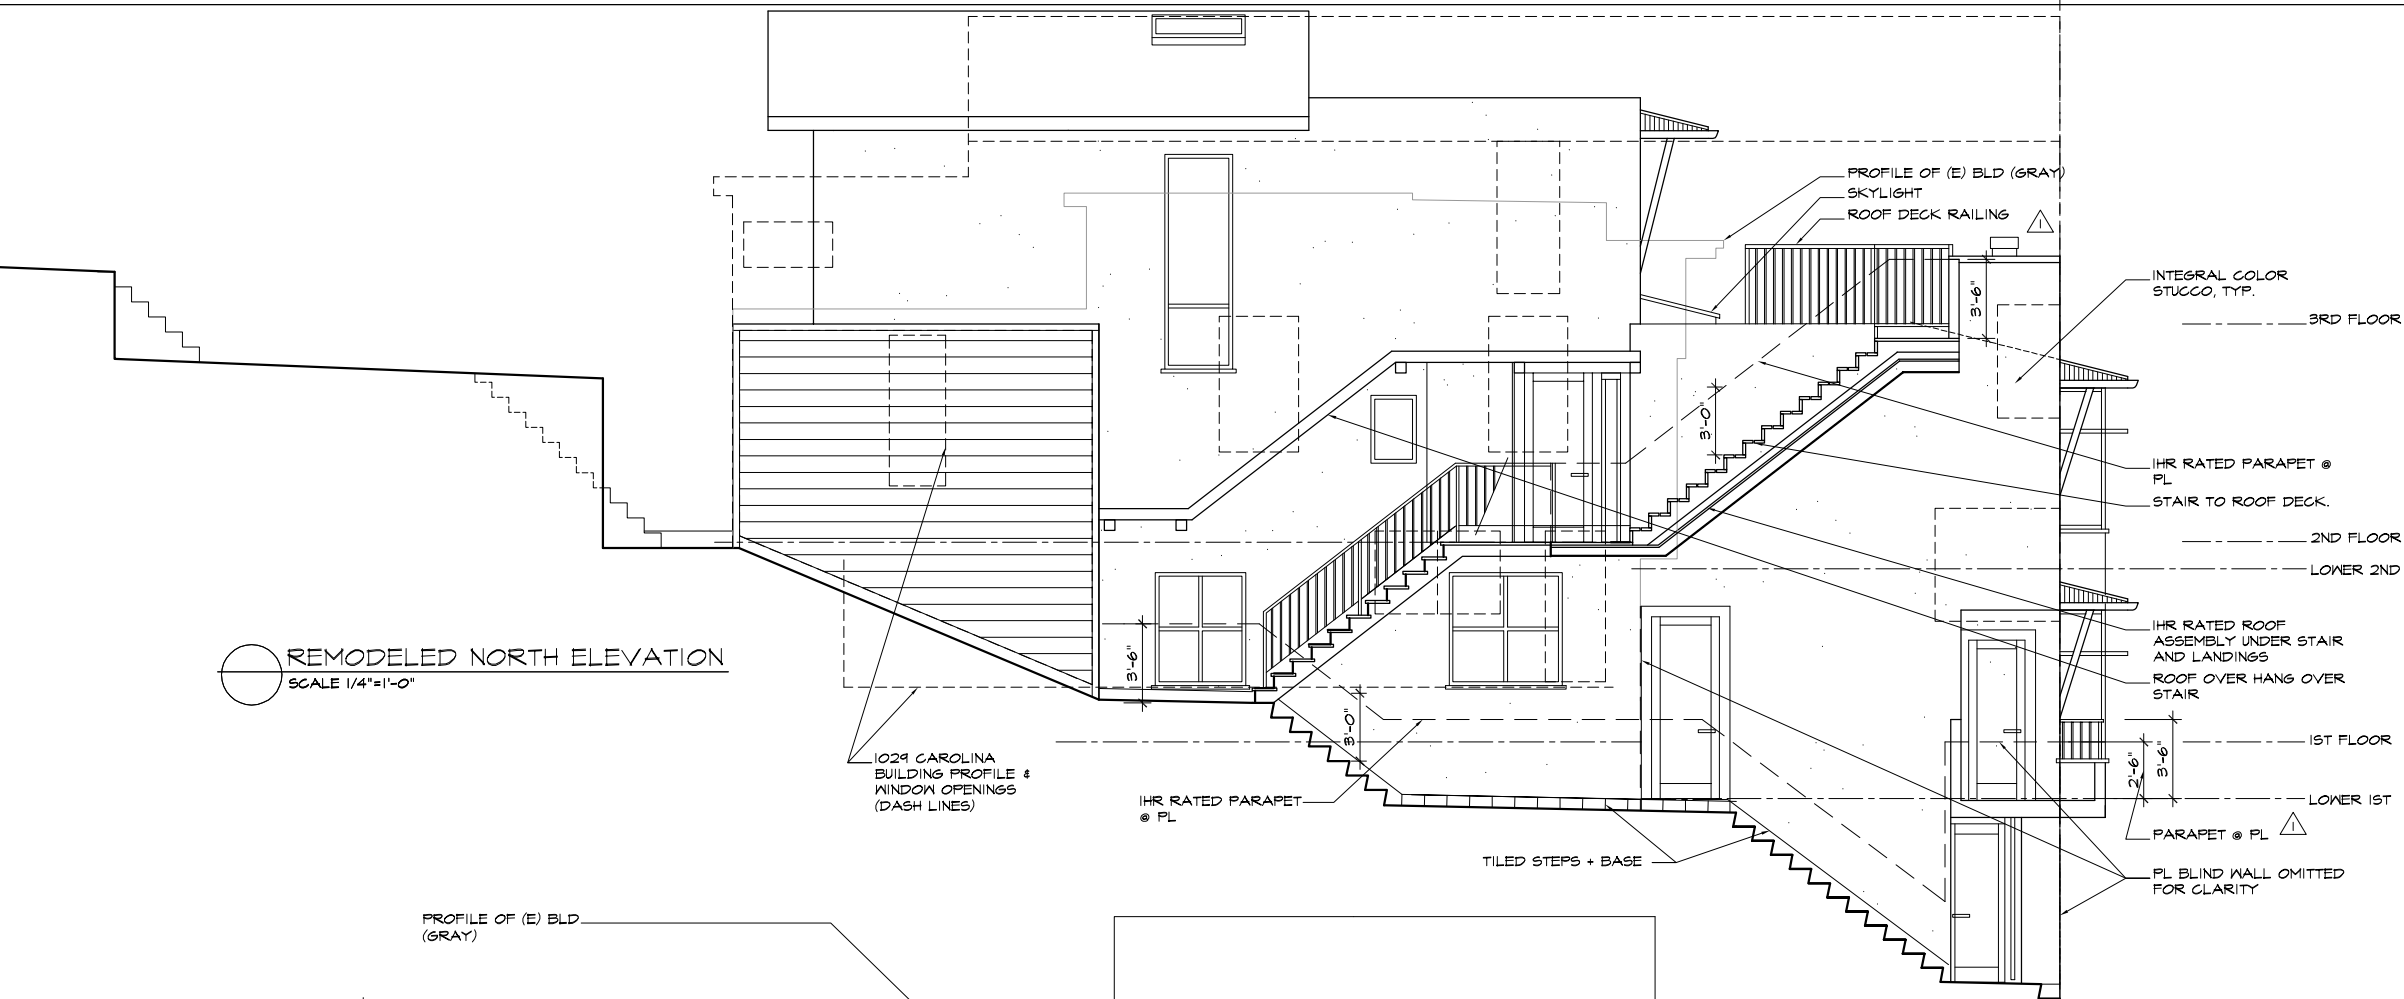 PROFILE OF (E) BLD (GRAY)
SKYLIGHT
ROOF DECK RAILING
1
INTEGRAL COLOR
STUCCO, TYP.
3'-6"
3RD FLOOR
3'-0"
1HR RATED PARAPET @
PL
STAIR TO ROOF DECK.
2ND FLOOR
LOWER 2ND
1HR RATED ROOF
ASSEMBLY UNDER STAIR
AND LANDINGS
ROOF OVER HANG OVER
STAIR
REMODELED NORTH ELEVATION
SCALE 1/4"=1'-0"
3'-6"
3'-0"
1ST FLOOR
2'-6"
3'-6"
1029 CAROLINA
BUILDING PROFILE &
WINDOW OPENINGS
(DASH LINES)
1HR RATED PARAPET
@ PL
LOWER 1ST
PARAPET @ PL
1
TILED STEPS + BASE
PL BLIND WALL OMITTED
FOR CLARITY
PROFILE OF (E) BLD
(GRAY)